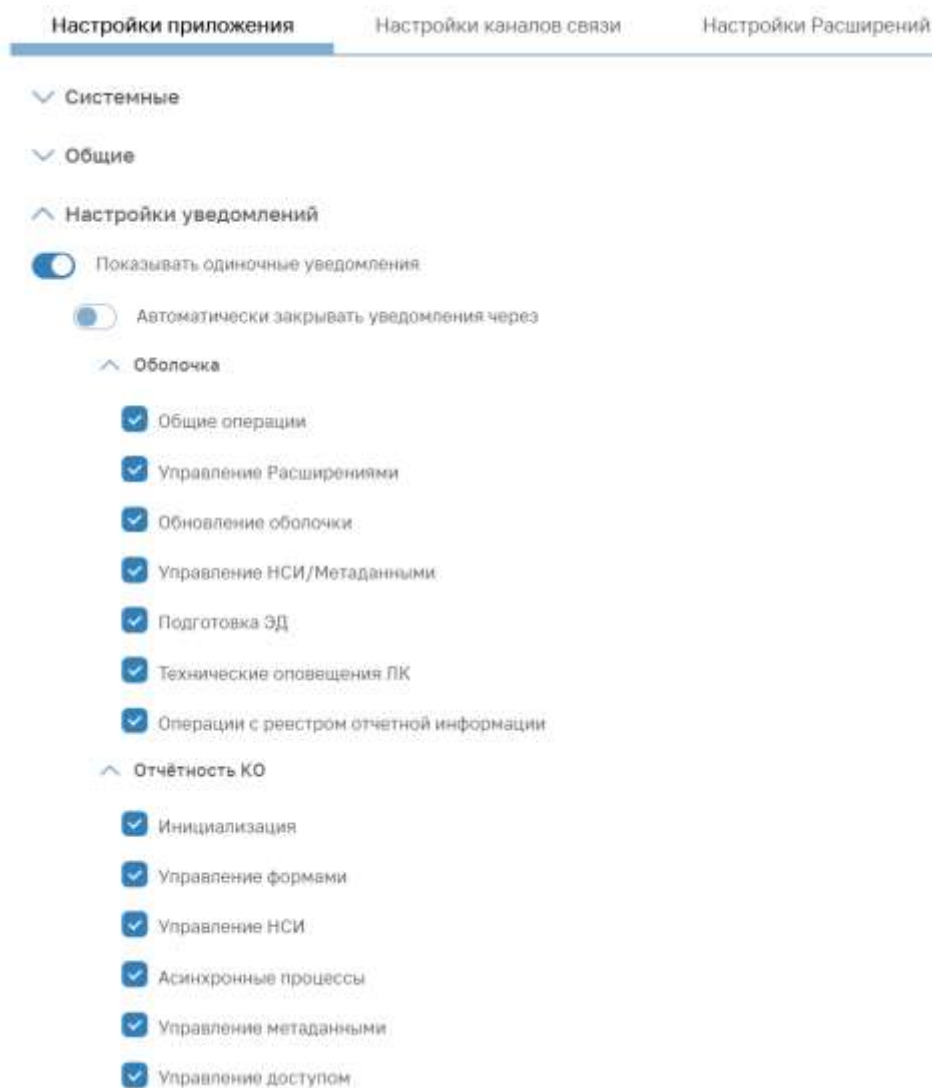 Настройки приложения Настройки каналов связи Настройки Расширений
Системные
Общие
Настройки уведомлений
Показывать одиночные уведомления
Автоматически закрывать уведомления через
Оболочка
Общие операции
Управление Расширениями
Обновление оболочки
Управление НСИ/Метаданными
Подготовка ЭД
Технические оповещения ЛК
Операции с реестром отчетной информации
Отчётность КО
Инициализация
Управление формами
Управление НСИ
Асинхронные процессы
Управление метаданными
Управление доступом